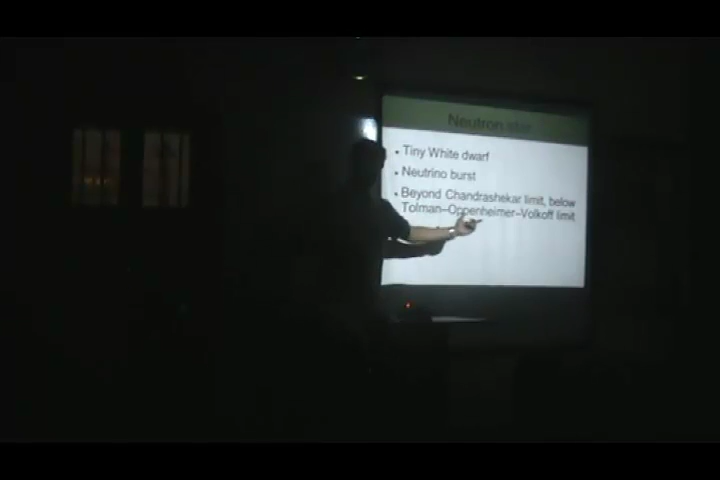 Neutron star
• Tiny White dwarf
• Neutrino burst
• Beyond Chandrashekar limit, below
Tolman–Oppenheimer–Volkoff limit